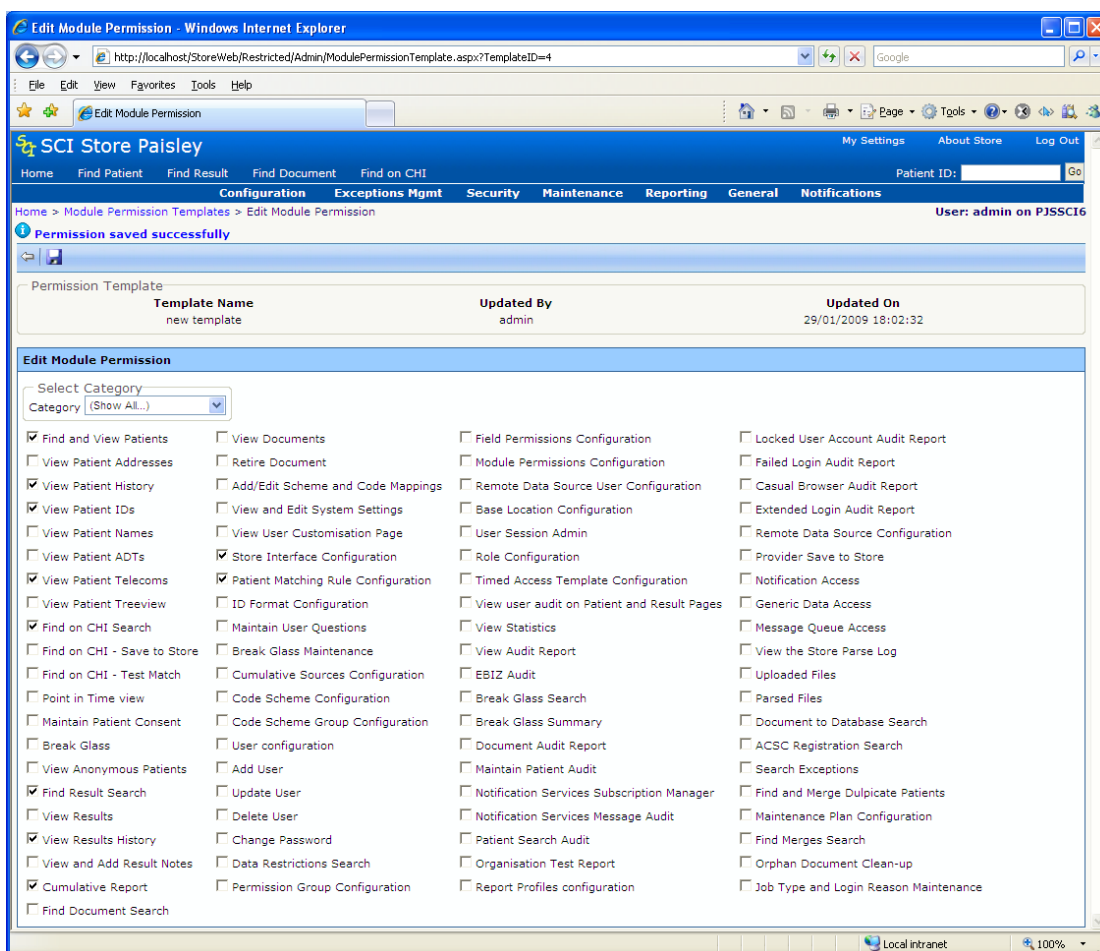 Edit Module Permission - Windows Internet Explorer
http://localhost/StoreWeb/Restricted/Admin/ModulePermissionTemplate.aspx?TemplateID=4
Google
File Edit View Favorites Tools Help
Edit Module Permission
Page Tools
SCI Store Paisley
My Settings About Store Log Out
Home Find Patient Find Result Find Document Find on CHI
Patient ID: Go
Configuration Exceptions Mgmt Security Maintenance Reporting General Notifications
Home > Module Permission Templates > Edit Module Permission
User: admin on PJSSCI6
Permission saved successfully
Permission Template
Template Name Updated By Updated On
new template admin 29/01/2009 18:02:32
Edit Module Permission
Select Category
Category (Show All...)
Find and View Patients View Documents Field Permissions Configuration Locked User Account Audit Report
View Patient Addresses Retire Document Module Permissions Configuration Failed Login Audit Report
View Patient History Add/Edit Scheme and Code Mappings Remote Data Source User Configuration Casual Browser Audit Report
View Patient IDs View and Edit System Settings Base Location Configuration Extended Login Audit Report
View Patient Names View User Customisation Page User Session Admin Remote Data Source Configuration
View Patient ADTs Store Interface Configuration Role Configuration Provider Save to Store
View Patient Telecoms Patient Matching Rule Configuration Timed Access Template Configuration Notification Access
View Patient Treeview ID Format Configuration View user audit on Patient and Result Pages Generic Data Access
Find on CHI Search Maintain User Questions View Statistics Message Queue Access
Find on CHI - Save to Store Break Glass Maintenance View Audit Report View the Store Parse Log
Find on CHI - Test Match Cumulative Sources Configuration EBIZ Audit Uploaded Files
Point in Time view Code Scheme Configuration Break Glass Search Parsed Files
Maintain Patient Consent Code Scheme Group Configuration Break Glass Summary Document to Database Search
Break Glass User configuration Document Audit Report ACSC Registration Search
View Anonymous Patients Add User Maintain Patient Audit Search Exceptions
Find Result Search Update User Notification Services Subscription Manager Find and Merge Dulpicate Patients
View Results Delete User Notification Services Message Audit Maintenance Plan Configuration
View Results History Change Password Patient Search Audit Find Merges Search
View and Add Result Notes Data Restrictions Search Organisation Test Report Orphan Document Clean-up
Cumulative Report Permission Group Configuration Report Profiles configuration Job Type and Login Reason Maintenance
Find Document Search
Local intranet 100%